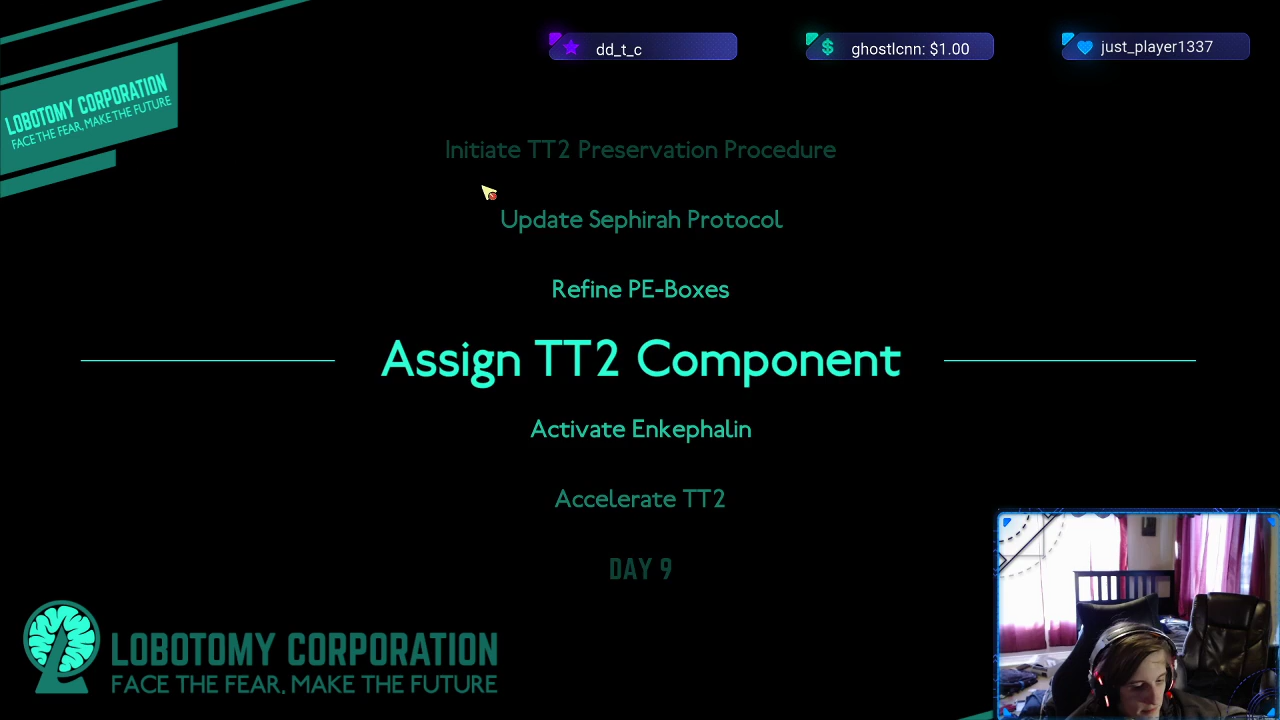 dd_t_c
ghostlcnn: $1.00
just_player1337
LOBOTOMY CORPORATION
FACE THE FEAR, MAKE THE FUTURE
Initiate TT2 Preservation Procedure
Update Sephirah Protocol
Refine PE-Boxes
Assign TT2 Component
Activate Enkephalin
Accelerate TT2
DAY 9
LOBOTOMY CORPORATION
FACE THE FEAR, MAKE THE FUTURE